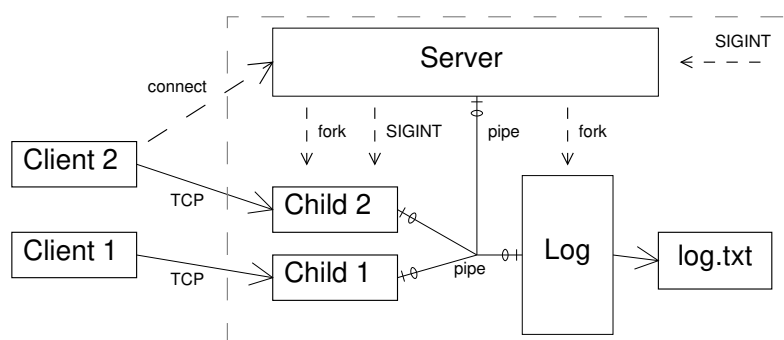 SIGINT
Server
connect
fork
SIGINT
pipe
fork
Client 2
TCP
Child 2
Client 1
TCP
Child 1
pipe
Log
log.txt